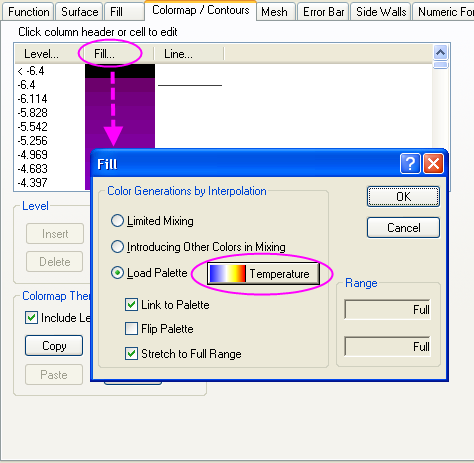 Function Surface Fill Colormap / Contours Mesh Error Bar Side Walls Numeric For
Click column header or cell to edit
Level... Fill... Line...
< -6.4
-6.4
-6.114
-5.828
-5.542
-5.256
-4.969
-4.683
-4.397
Fill
Color Generations by Interpolation
OK
Limited Mixing
Cancel
Introducing Other Colors in Mixing
Load Palette Temperature
Link to Palette
Flip Palette
Stretch to Full Range
Range
Full
Full
Level
Insert
Delete
Colormap Ther
Include Le
Copy
Paste